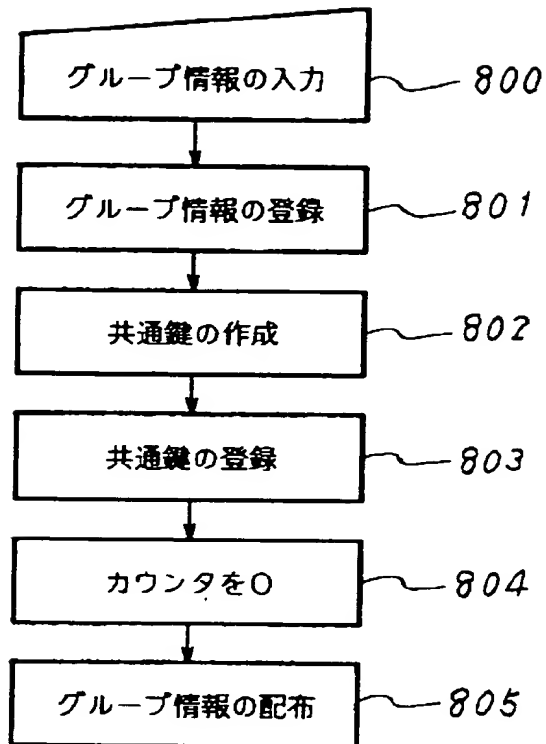 グループ情報の入力 800
グループ情報の登録 801
共通鍵の作成 802
共通鍵の登録 803
カウンタを0 804
グループ情報の配布 805